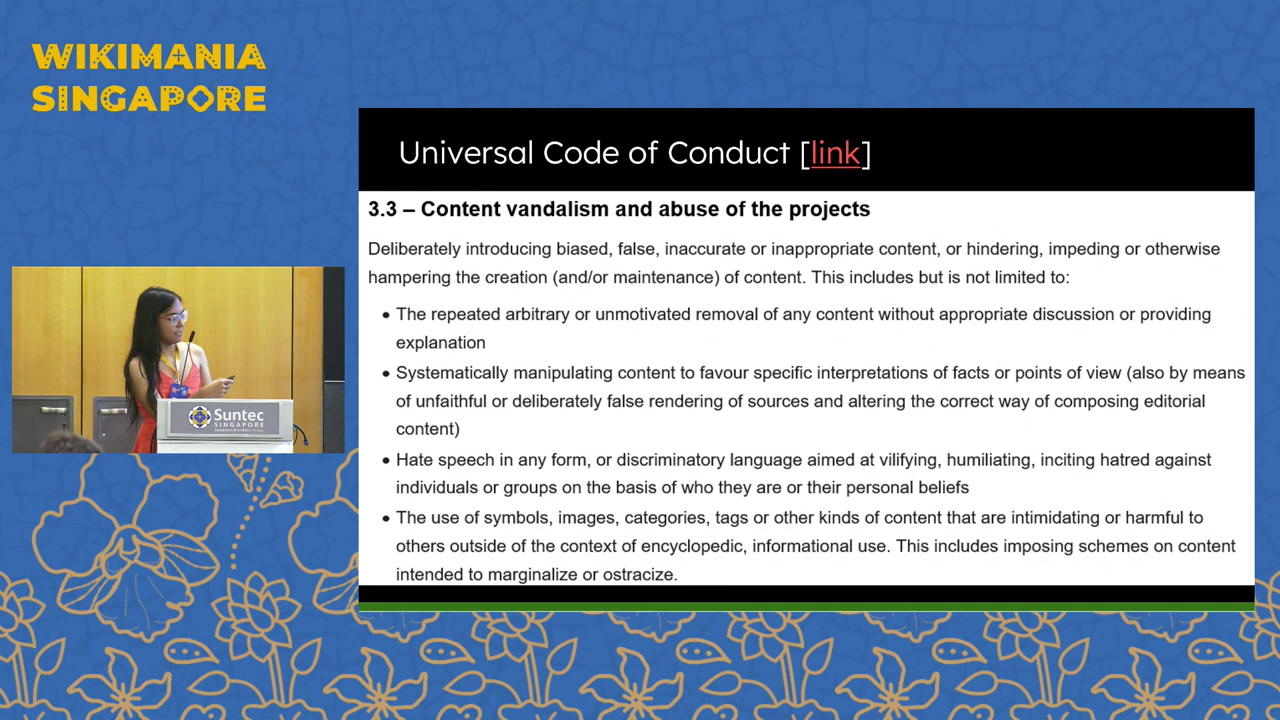 WIKIMANIA
SINGAPORE
Universal Code of Conduct [link]
3.3 – Content vandalism and abuse of the projects
Deliberately introducing biased, false, inaccurate or inappropriate content, or hindering, impeding or otherwise
hampering the creation (and/or maintenance) of content. This includes but is not limited to:
• The repeated arbitrary or unmotivated removal of any content without appropriate discussion or providing
explanation
• Systematically manipulating content to favour specific interpretations of facts or points of view (also by means
of unfaithful or deliberately false rendering of sources and altering the correct way of composing editorial
content)
• Hate speech in any form, or discriminatory language aimed at vilifying, humiliating, inciting hatred against
individuals or groups on the basis of who they are or their personal beliefs
• The use of symbols, images, categories, tags or other kinds of content that are intimidating or harmful to
others outside of the context of encyclopedic, informational use. This includes imposing schemes on content
intended to marginalize or ostracize.
Suntec
SINGAPORE